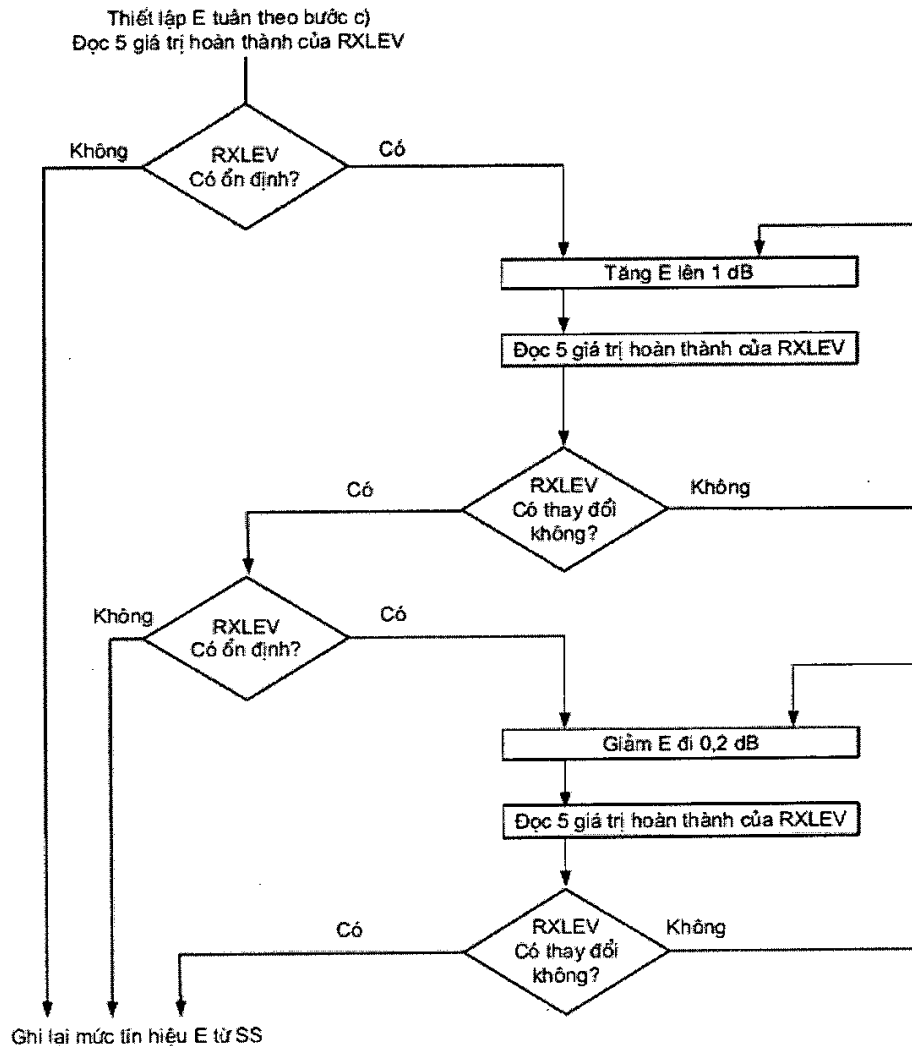 Thiết lập E tuân theo bước c)
Đọc 5 giá trị hoàn thành của RXLEV
Không
RXLEV
Có ổn định?
Có
Tăng E lên 1 dB
Đọc 5 giá trị hoàn thành của RXLEV
Có
RXLEV
Có thay đổi
không?
Không
Không
RXLEV
Có ổn định?
Có
Giảm E đi 0,2 dB
Đọc 5 giá trị hoàn thành của RXLEV
Có
RXLEV
Có thay đổi
không?
Không
Ghi lại mức tín hiệu E từ SS